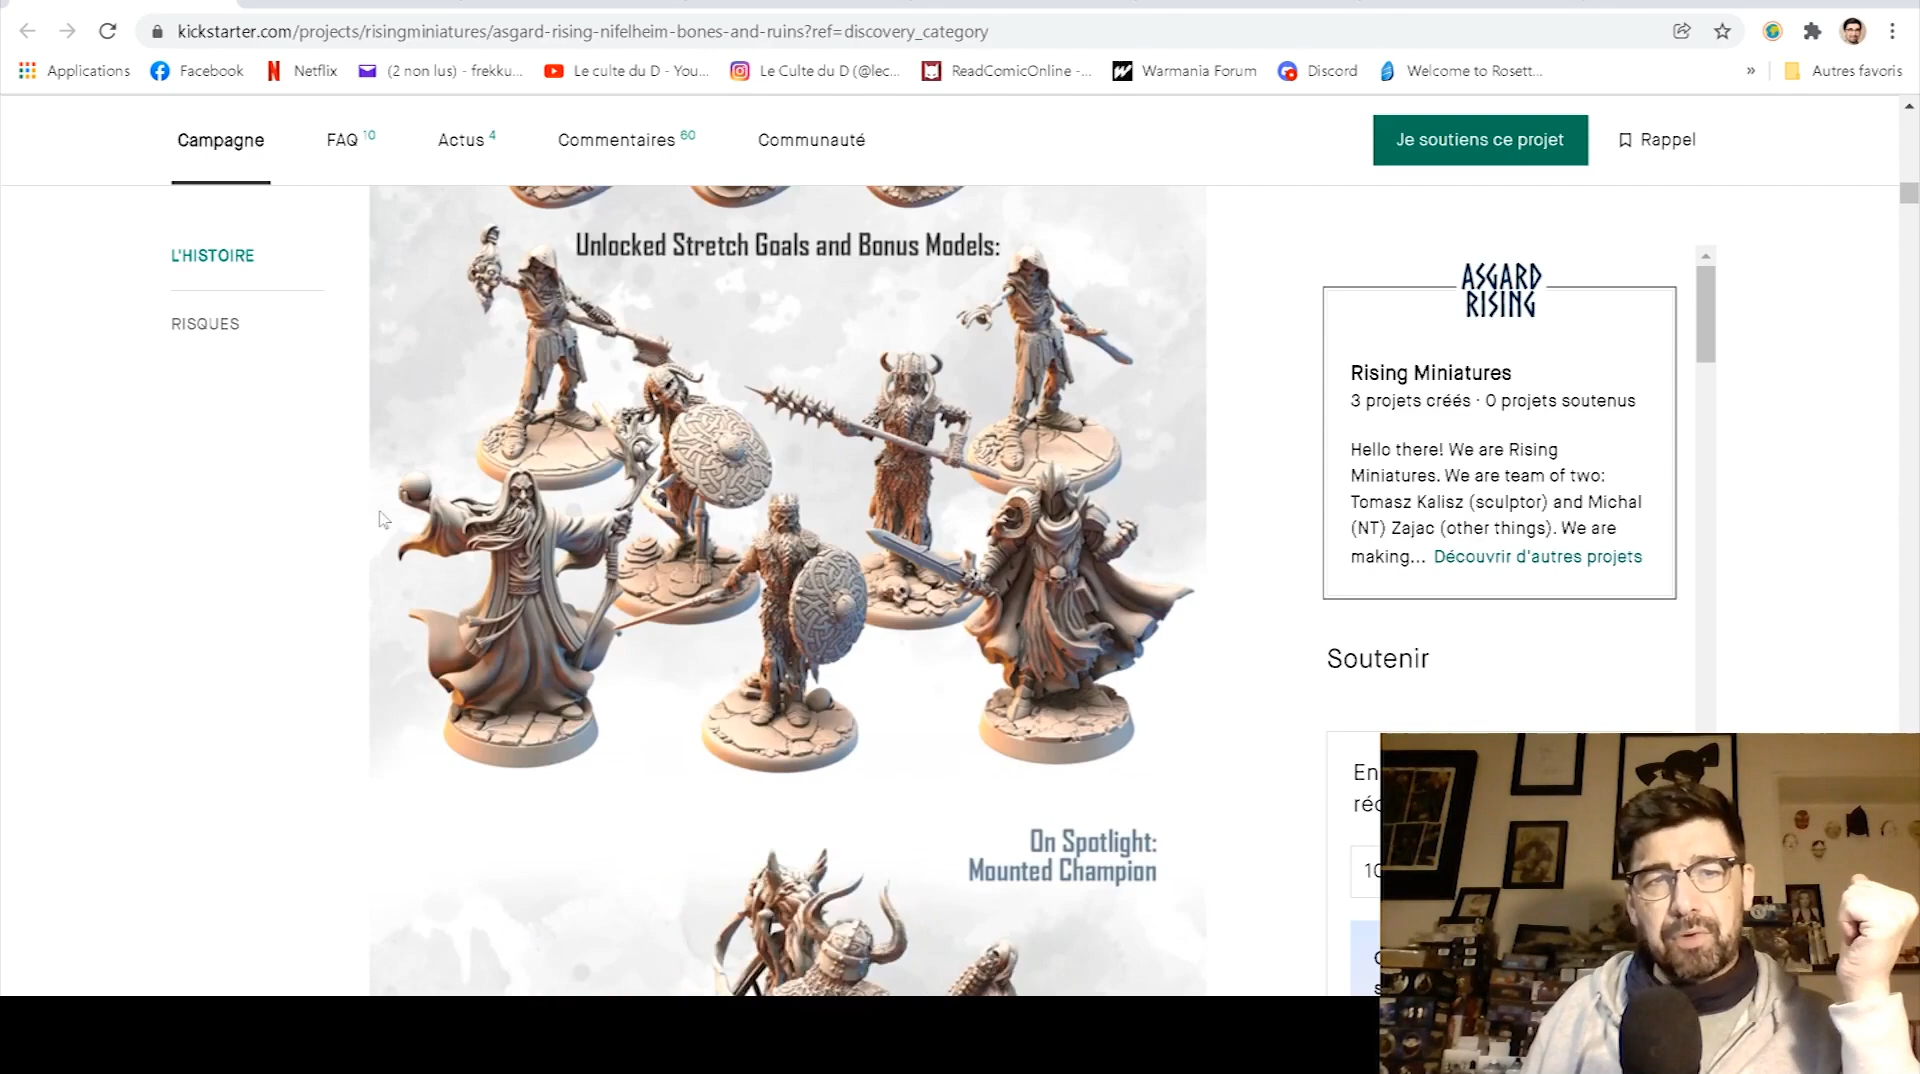 kickstarter.com/projects/risingminiatures/asgard-rising-nifelheim-bones-and-ruins?ref=discovery_category
Applications
Facebook
Netflix
(2 non lus) - frekku...
Le culte du D - You...
Le Culte du D (@lec...
ReadComicOnline -...
Warmania Forum
Discord
Welcome to Rosett...
»
Autres favoris
Campagne
FAQ 10
Actus 4
Commentaires 60
Communauté
Je soutiens ce projet
Rappel
L'HISTOIRE
RISQUES
Unlocked Stretch Goals and Bonus Models:
On Spotlight:
Mounted Champion
ASGARD
RISING
Rising Miniatures
3 projets créés · 0 projets soutenus
Hello there! We are Rising
Miniatures. We are team of two:
Tomasz Kalisz (sculptor) and Michal
(NT) Zajac (other things). We are
making... Découvrir d'autres projets
Soutenir
En
réc
10